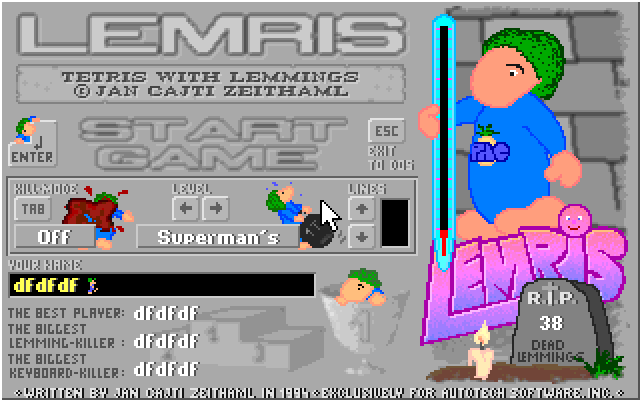 LEMRIS
TETRIS WITH LEMMINGS
© JAN CAJTI ZEITHAML
START
GAME
ENTER
ESC
EXIT
TO DOS
KILL-MODE
LEVEL
LINES
TAB
Off
Superman's
YOUR NAME
dfdfdf
THE BEST PLAYER: dfdfdf
THE BIGGEST
LEMMING-KILLER: dfdfdf
THE BIGGEST
KEYBOARD-KILLER: dfdfdf
1
LEMRIS
R.I.P.
38
DEAD
LEMMINGS
WRITTEN BY JAN CAJTI ZEITHAML IN 1994 EXCLUSIVELY FOR AUTOTECH SOFTWARE,INC.